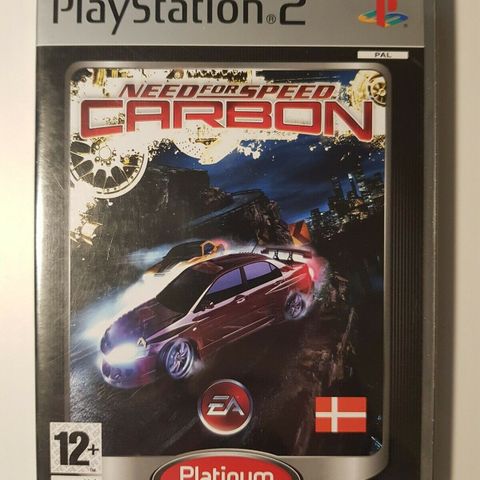 PlayStation®2
PAL
NEED FOR SPEED
CARBON
EA
12+
Platinum